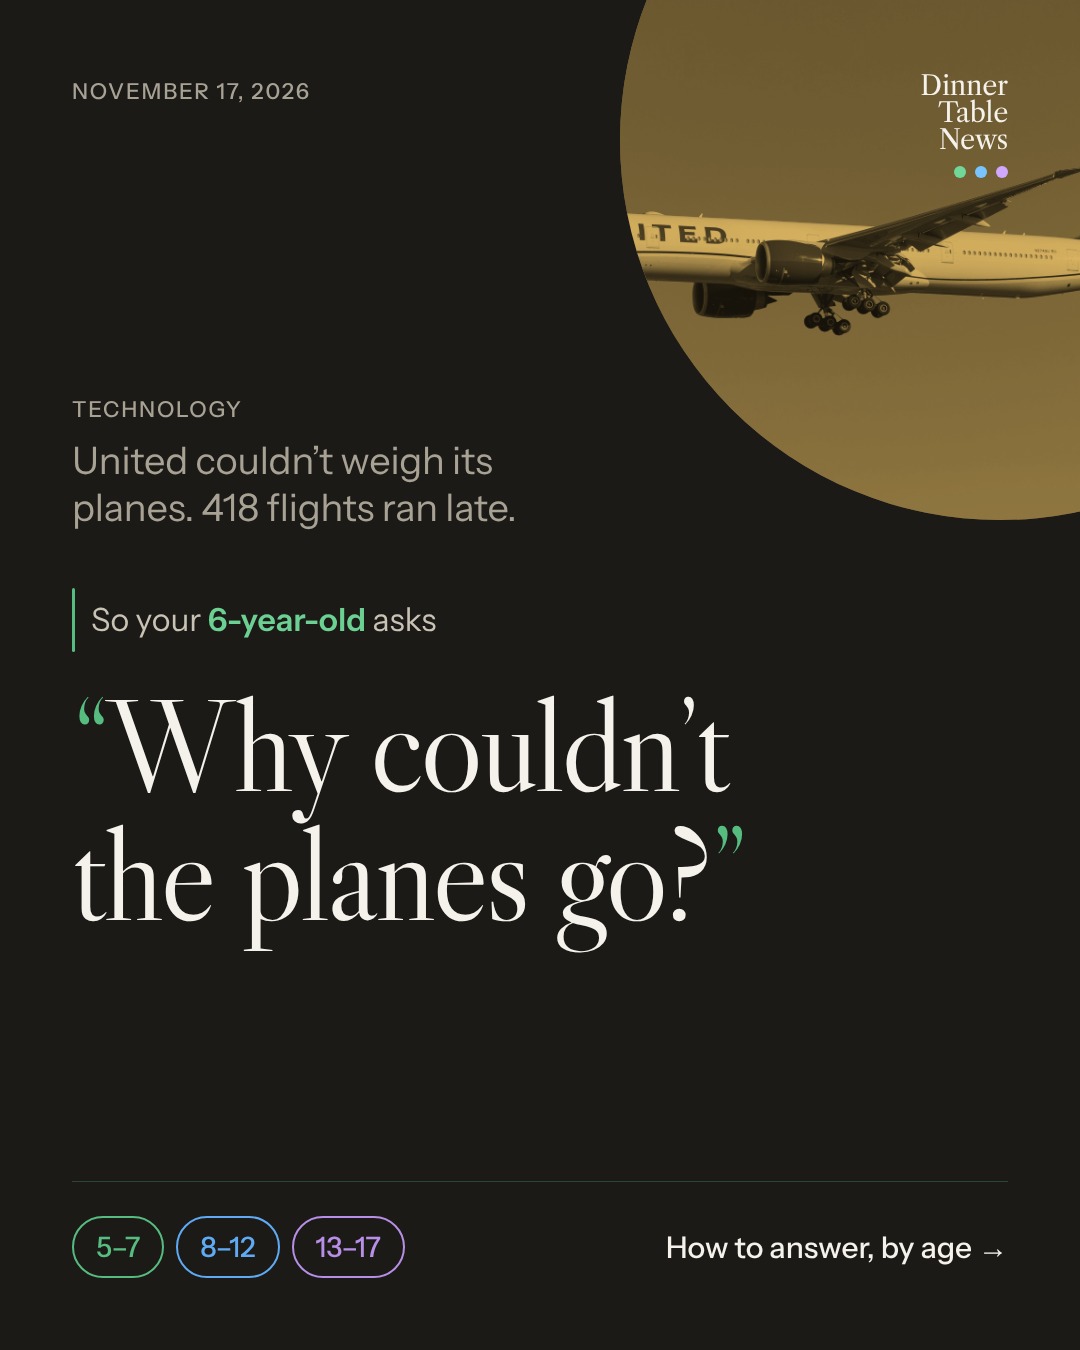 NOVEMBER 17, 2026
Dinner
Table
News
ITED
TECHNOLOGY
United couldn’t weigh its
planes. 418 flights ran late.
So your 6-year-old asks
“Why couldn’t
the planes go?”
5–7
8–12
13–17
How to answer, by age →